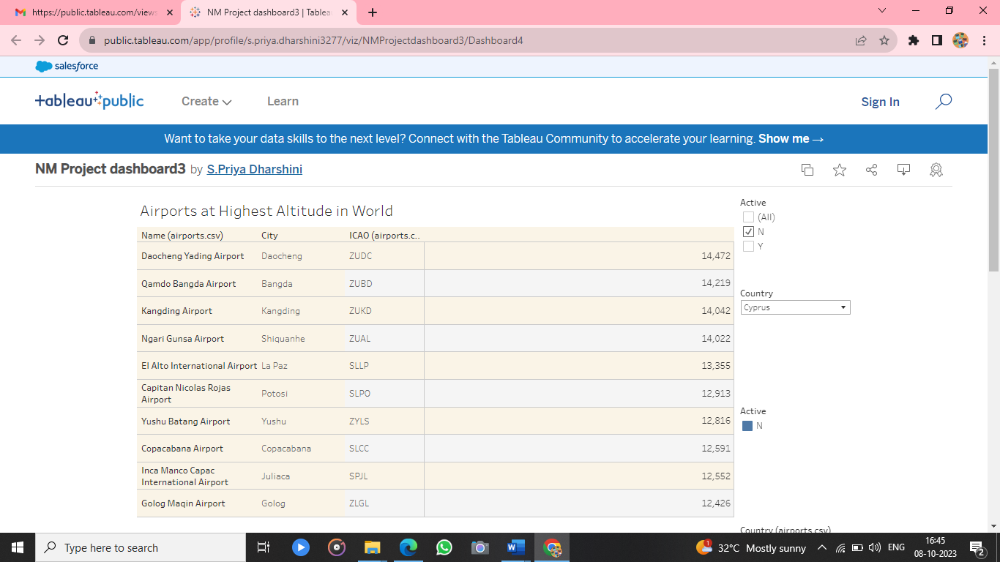 https://public.tableau.com/views
NM Project dashboard3 | Tablea
public.tableau.com/app/profile/s.priya.dharshini3277/viz/NMProjectdashboard3/Dashboard4
salesforce
+ableau public
Create
Learn
Sign In
Want to take your data skills to the next level? Connect with the Tableau Community to accelerate your learning. Show me →
NM Project dashboard3 by S.Priya Dharshini
Airports at Highest Altitude in World
Name (airports.csv) City ICAO (airports.c..
Daocheng Yading Airport Daocheng ZUDC 14,472
Qamdo Bangda Airport Bangda ZUBD 14,219
Kangding Airport Kangding ZUKD 14,042
Ngari Gunsa Airport Shiquanhe ZUAL 14,022
El Alto International Airport La Paz SLLP 13,355
Capitan Nicolas Rojas
Airport Potosi SLPO 12,913
Yushu Batang Airport Yushu ZYLS 12,816
Copacabana Airport Copacabana SLCC 12,591
Inca Manco Capac
International Airport Juliaca SPJL 12,552
Golog Maqin Airport Golog ZLGL 12,426
Active
(All)
N
Y
Country
Cyprus
Active
N
Country (airports.csv)
Type here to search
W
1
32°C Mostly sunny
ENG
16:45
08-10-2023
2